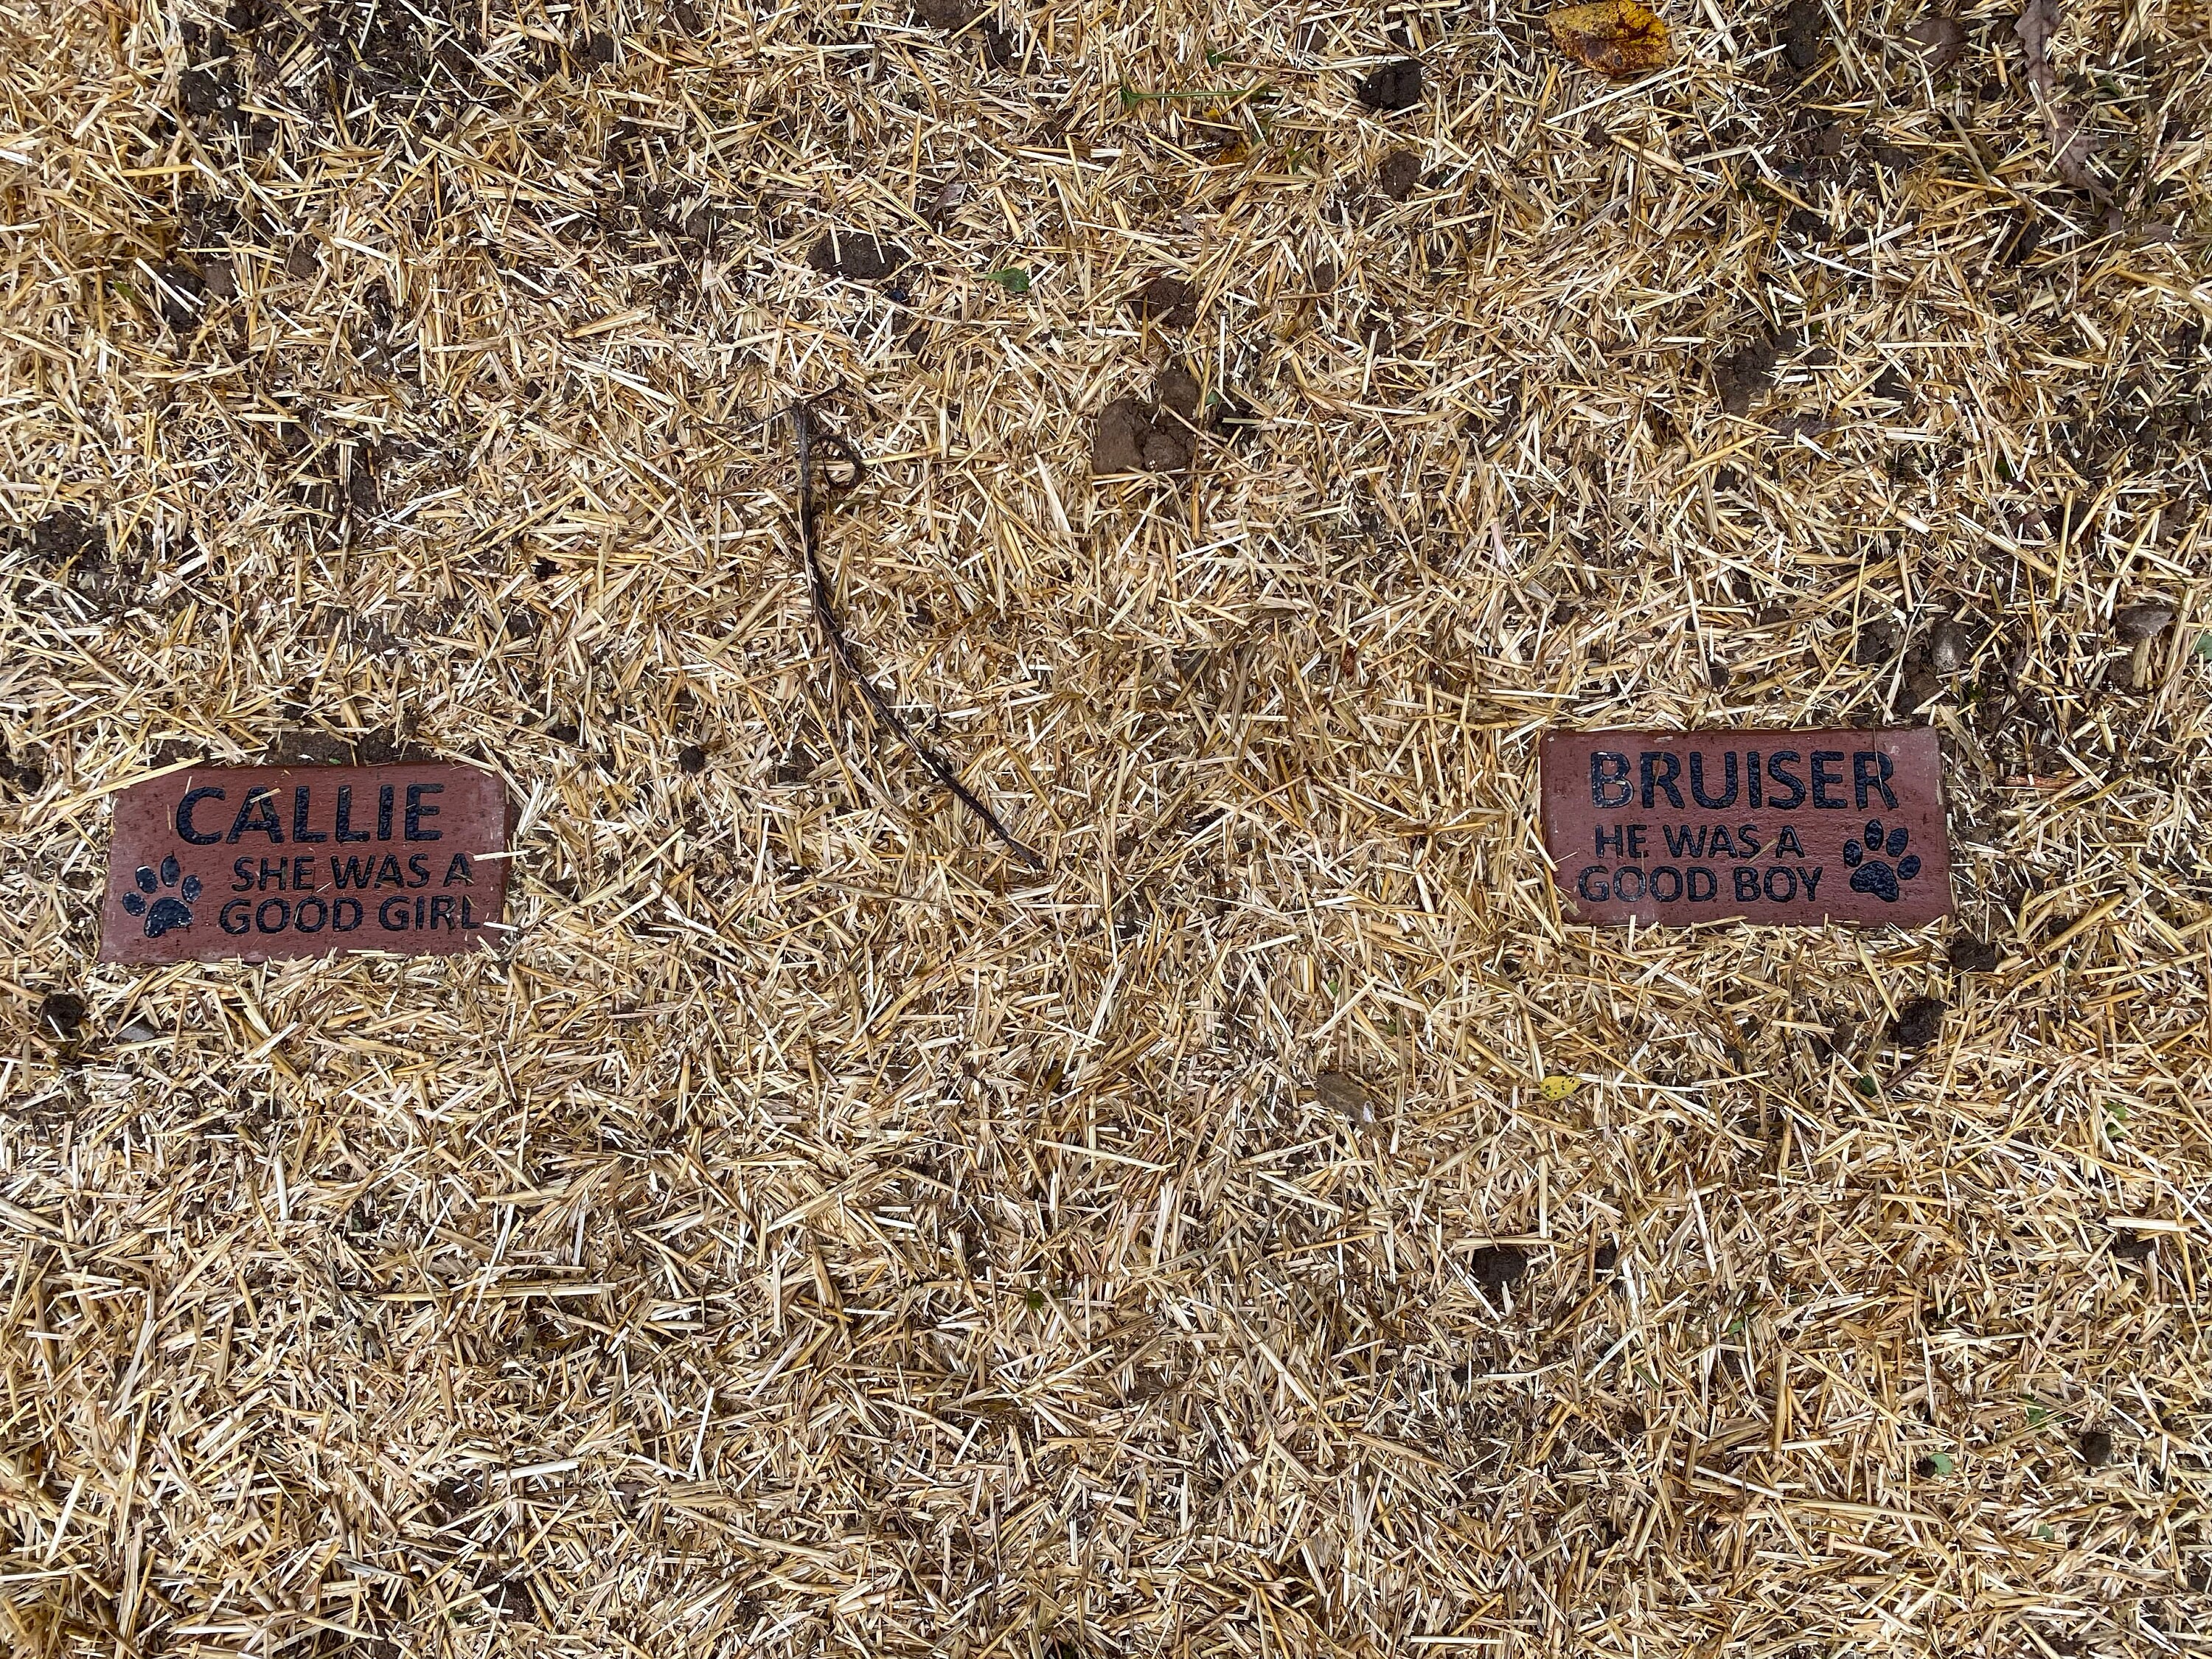 CALLIE
SHE WAS A
GOOD GIRL
BRUISER
HE WAS A
GOOD BOY